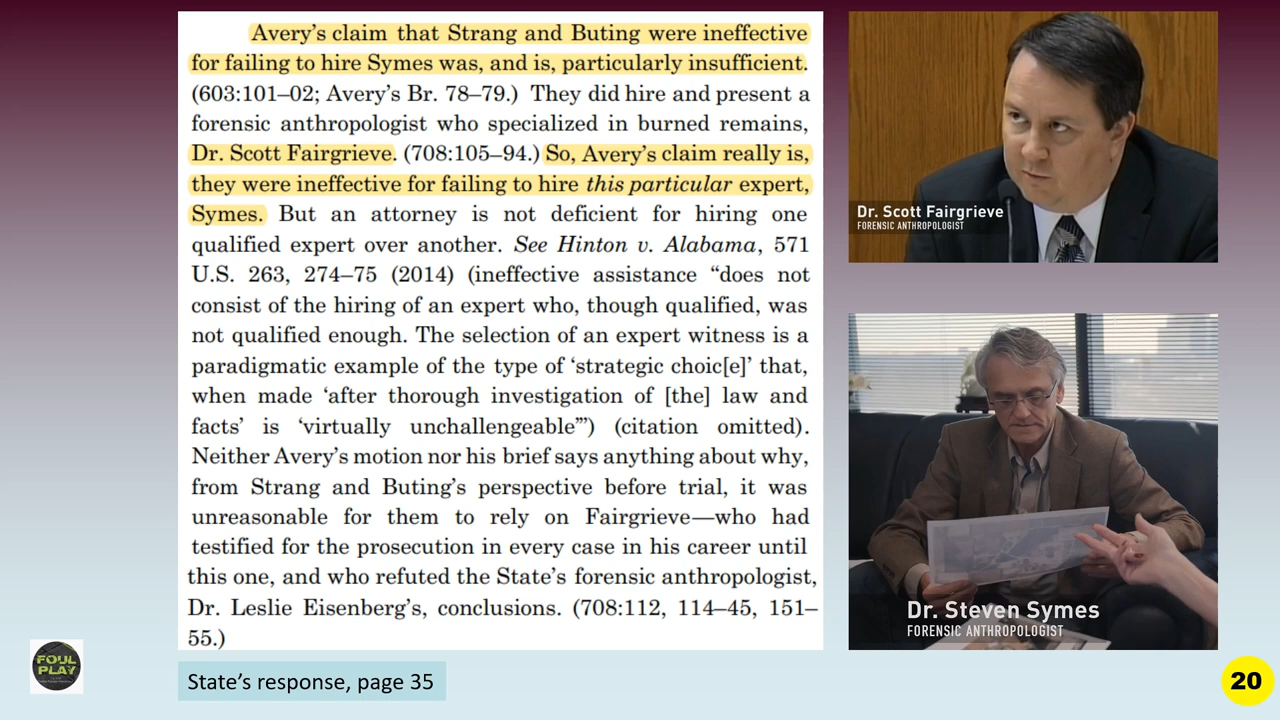 Avery’s claim that Strang and Buting were ineffective
for failing to hire Symes was, and is, particularly insufficient.
(603:101–02; Avery’s Br. 78–79.) They did hire and present a
forensic anthropologist who specialized in burned remains,
Dr. Scott Fairgrieve. (708:105–94.) So, Avery’s claim really is,
they were ineffective for failing to hire this particular expert,
Symes. But an attorney is not deficient for hiring one
qualified expert over another. See Hinton v. Alabama, 571
U.S. 263, 274–75 (2014) (ineffective assistance “does not
consist of the hiring of an expert who, though qualified, was
not qualified enough. The selection of an expert witness is a
paradigmatic example of the type of ‘strategic choic[e]’ that,
when made ‘after thorough investigation of [the] law and
facts’ is ‘virtually unchallengeable’”) (citation omitted).
Neither Avery’s motion nor his brief says anything about why,
from Strang and Buting’s perspective before trial, it was
unreasonable for them to rely on Fairgrieve—who had
testified for the prosecution in every case in his career until
this one, and who refuted the State’s forensic anthropologist,
Dr. Leslie Eisenberg’s, conclusions. (708:112, 114–45, 151–
55.)
Dr. Scott Fairgrieve
FORENSIC ANTHROPOLOGIST
Dr. Steven Symes
FORENSIC ANTHROPOLOGIST
FOUL
PLAY
State’s response, page 35
20